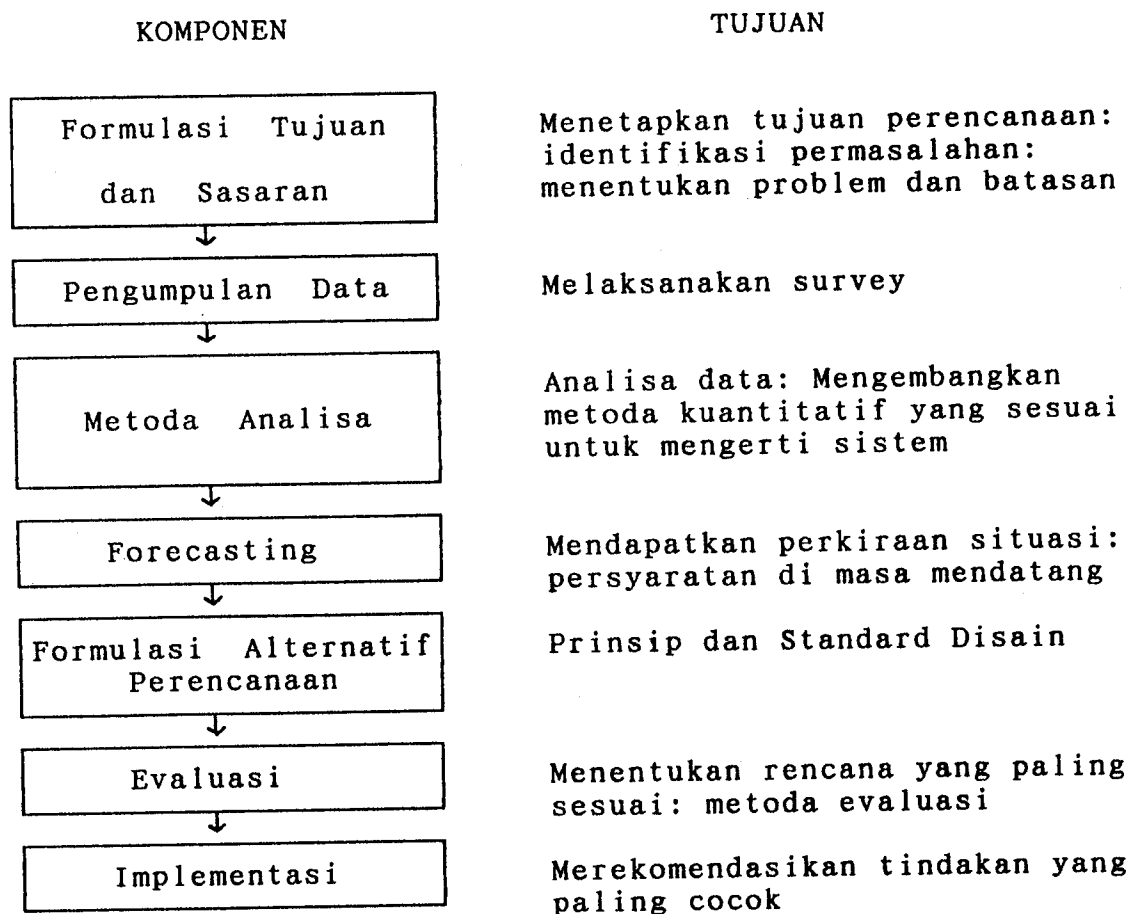 KOMPONEN
TUJUAN
Formulasi Tujuan
dan Sasaran
Menetapkan tujuan perencanaan:
identifikasi permasalahan:
menentukan problem dan batasan
Pengumpulan Data
Melaksanakan survey
Metoda Analisa
Analisa data: Mengembangkan
metoda kuantitatif yang sesuai
untuk mengerti sistem
Forecasting
Mendapatkan perkiraan situasi:
persyaratan di masa mendatang
Formulasi Alternatif
Perencanaan
Prinsip dan Standard Disain
Evaluasi
Menentukan rencana yang paling
sesuai: metoda evaluasi
Implementasi
Merekomendasikan tindakan yang
paling cocok